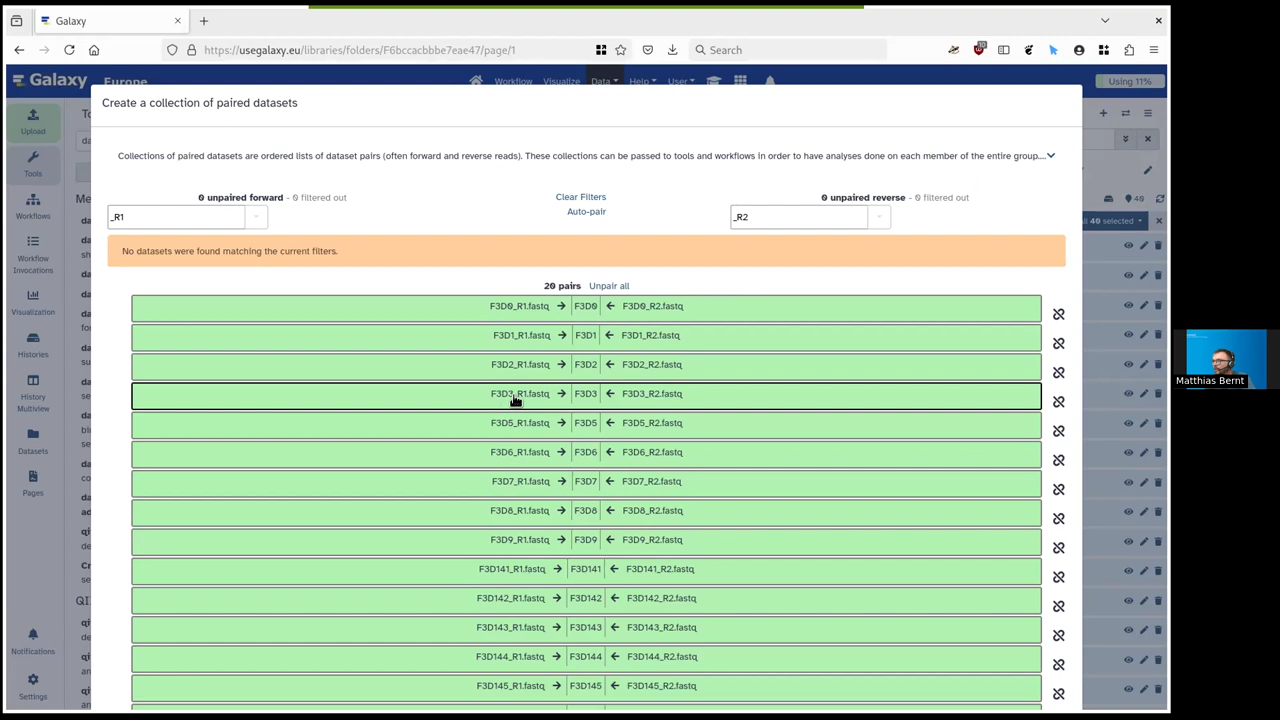 Galaxy
https://usegalaxy.eu/libraries/folders/F6bccacbbbe7eae47/page/1
Search
Galaxy Europe
Workflow Visualize Data Help User
Using 11%
Upload
Tools
Workflows
Workflow Invocations
Visualization
Histories
History Multiview
Datasets
Pages
Notifications
Settings
Create a collection of paired datasets
Collections of paired datasets are ordered lists of dataset pairs (often forward and reverse reads). These collections can be passed to tools and workflows in order to have analyses done on each member of the entire group....
0 unpaired forward - 0 filtered out
Clear Filters
0 unpaired reverse - 0 filtered out
_R1
Auto-pair
_R2
No datasets were found matching the current filters.
20 pairs Unpair all
F3D0_R1.fastq F3D0 F3D0_R2.fastq
F3D1_R1.fastq F3D1 F3D1_R2.fastq
F3D2_R1.fastq F3D2 F3D2_R2.fastq
F3D3_R1.fastq F3D3 F3D3_R2.fastq
F3D5_R1.fastq F3D5 F3D5_R2.fastq
F3D6_R1.fastq F3D6 F3D6_R2.fastq
F3D7_R1.fastq F3D7 F3D7_R2.fastq
F3D8_R1.fastq F3D8 F3D8_R2.fastq
F3D9_R1.fastq F3D9 F3D9_R2.fastq
F3D141_R1.fastq F3D141 F3D141_R2.fastq
F3D142_R1.fastq F3D142 F3D142_R2.fastq
F3D143_R1.fastq F3D143 F3D143_R2.fastq
F3D144_R1.fastq F3D144 F3D144_R2.fastq
F3D145_R1.fastq F3D145 F3D145_R2.fastq
40
40 selected
Matthias Bernt